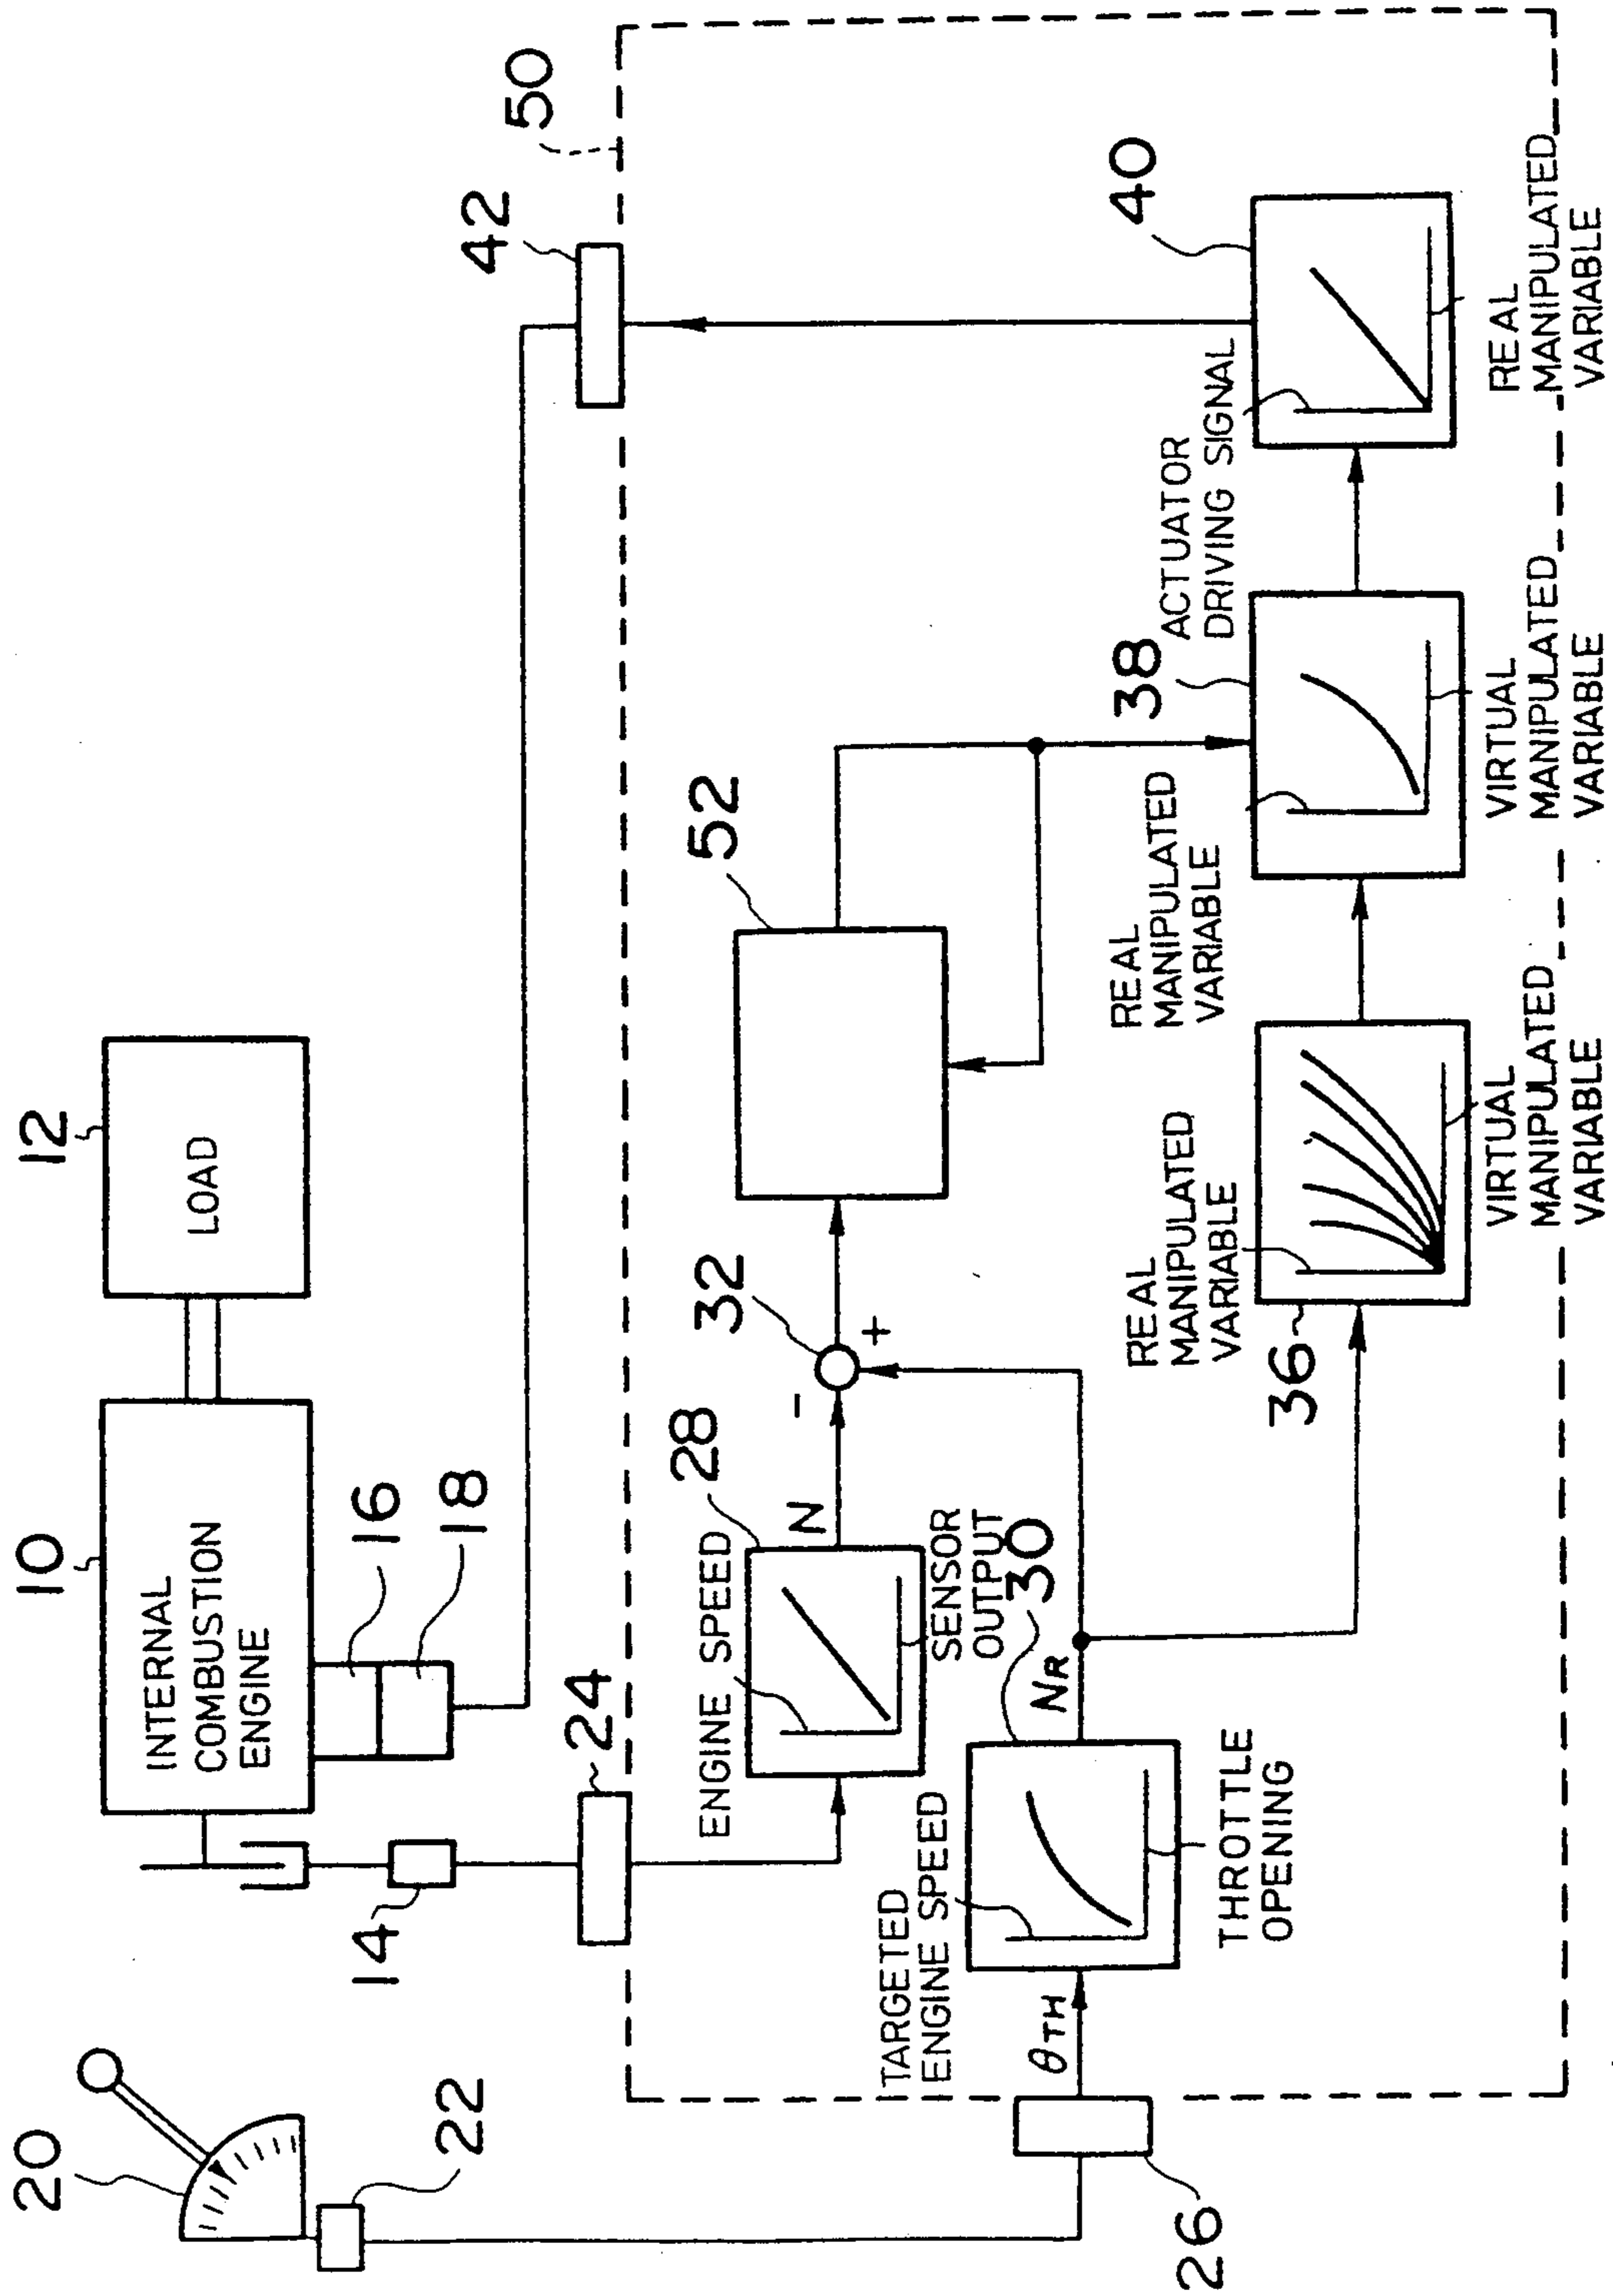 10
INTERNAL
COMBUSTION
ENGINE
12
LOAD
16
18
14
20
22
24
42
50
26
θTH
TARGETED
ENGINE SPEED
THROTTLE
OPENING
30
NR
ENGINE SPEED
28
SENSOR
OUTPUT
N
−
+
32
52
36
REAL
MANIPULATED
VARIABLE
VIRTUAL
MANIPULATED
VARIABLE
38
REAL
MANIPULATED
VARIABLE
VIRTUAL
MANIPULATED
VARIABLE
40
ACTUATOR
DRIVING SIGNAL
REAL
MANIPULATED
VARIABLE